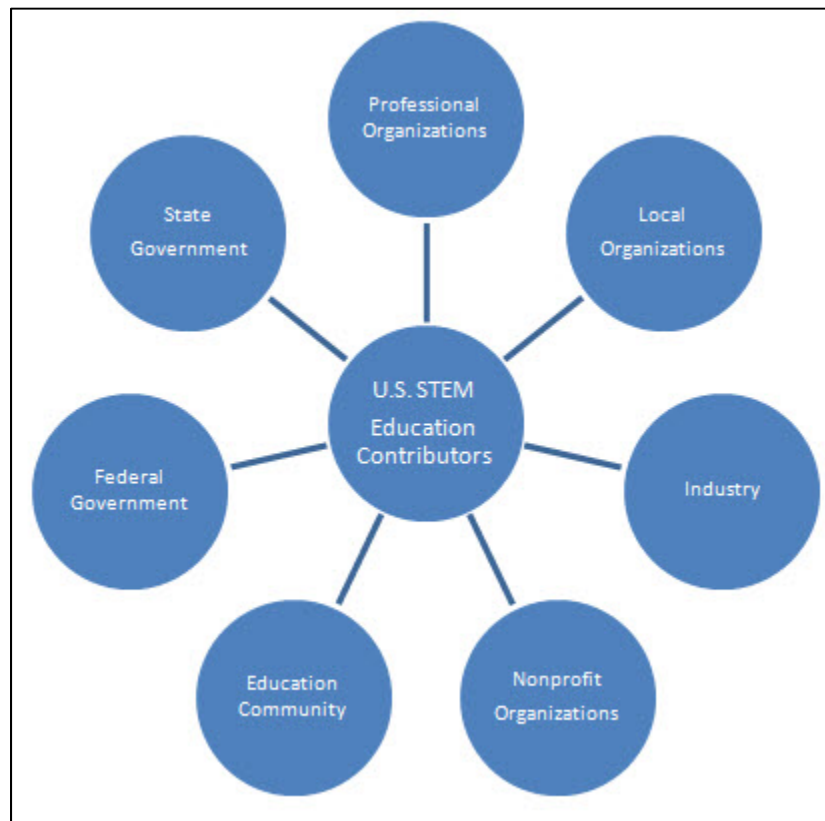 Professional
Organizations
State
Government
Local
Organizations
U.S. STEM
Education
Contributors
Federal
Government
Industry
Education
Community
Nonprofit
Organizations